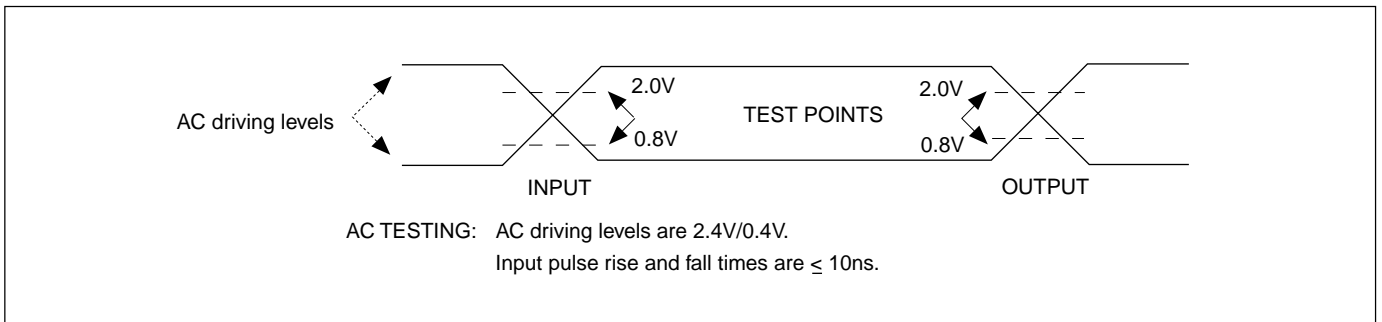 2.0V
2.0V
AC driving levels
TEST POINTS
0.8V
0.8V
INPUT
OUTPUT
AC TESTING: AC driving levels are 2.4V/0.4V.
Input pulse rise and fall times are ≤ 10ns.